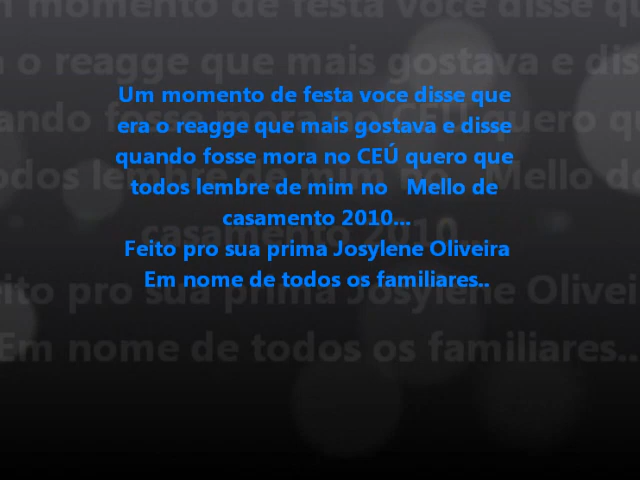 Um momento de festa voce disse que
era o reagge que mais gostava e disse
quando fosse mora no CEÚ quero que
todos lembre de mim no Mello de
casamento 2010...
Feito pro sua prima Josylene Oliveira
Em nome de todos os familiares..